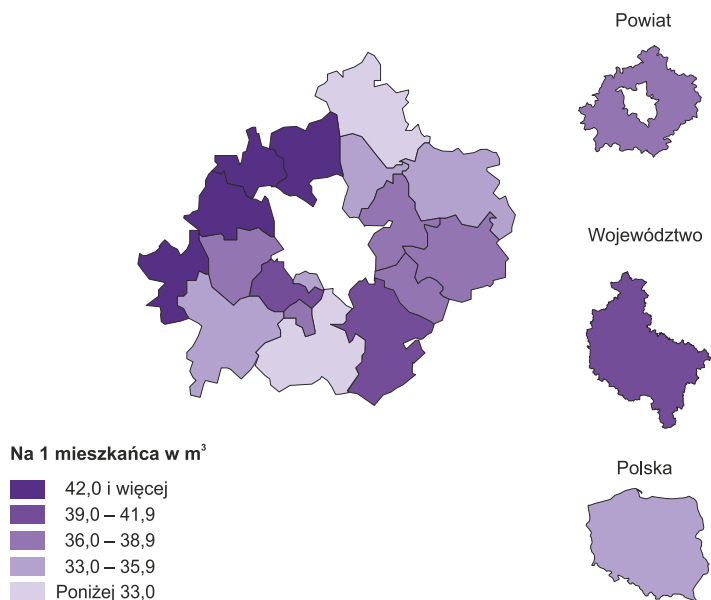 Powiat
Województwo
Polska
Na 1 mieszkańca w m³
42,0 i więcej
39,0 – 41,9
36,0 – 38,9
33,0 – 35,9
Poniżej 33,0